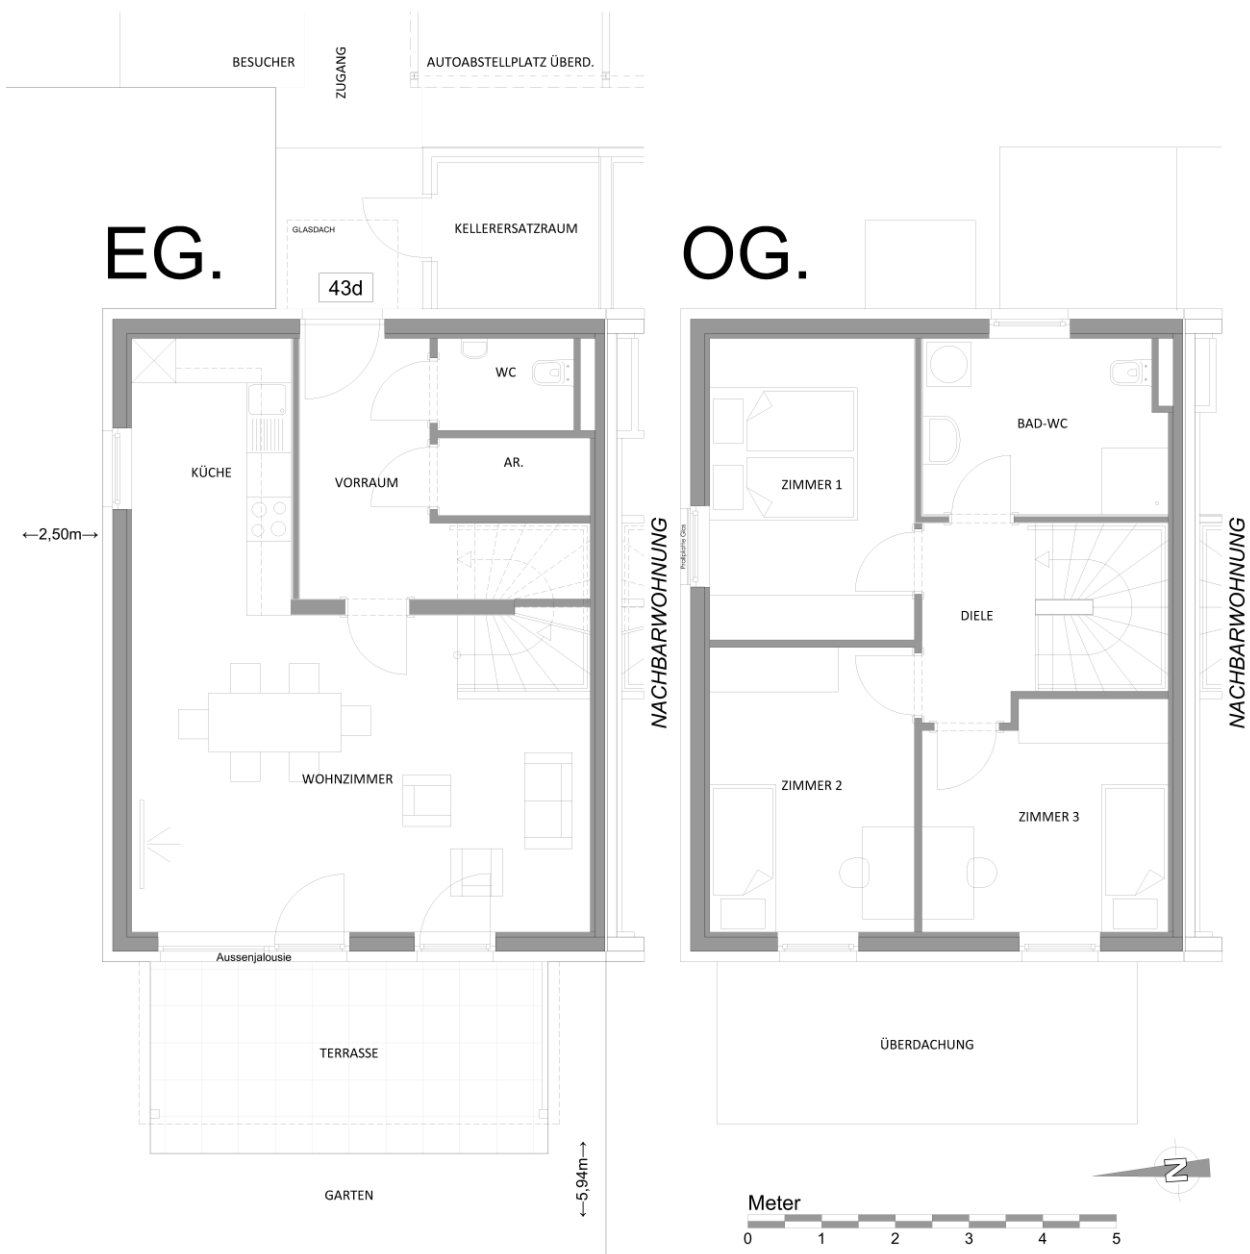 BESUCHER
ZUGANG
AUTOABSTELLPLATZ ÜBERD.
GLASDACH
KELLERERSATZRAUM
EG.
OG.
43d
WC
BAD-WC
KÜCHE
AR.
VORRAUM
ZIMMER 1
←2,50m→
NACHBARWOHNUNG
Profilplatte Glas
DIELE
NACHBARWOHNUNG
WOHNZIMMER
ZIMMER 2
ZIMMER 3
Aussenjalousie
TERRASSE
ÜBERDACHUNG
GARTEN
←5,94m→
N
Meter
0 1 2 3 4 5